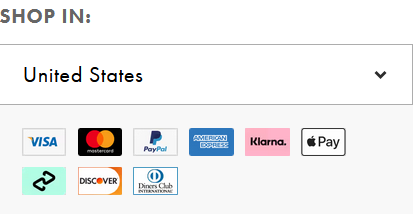 SHOP IN:
United States
VISA mastercard PayPal AMERICAN EXPRESS Klarna. Pay
DISCOVER Diners Club INTERNATIONAL